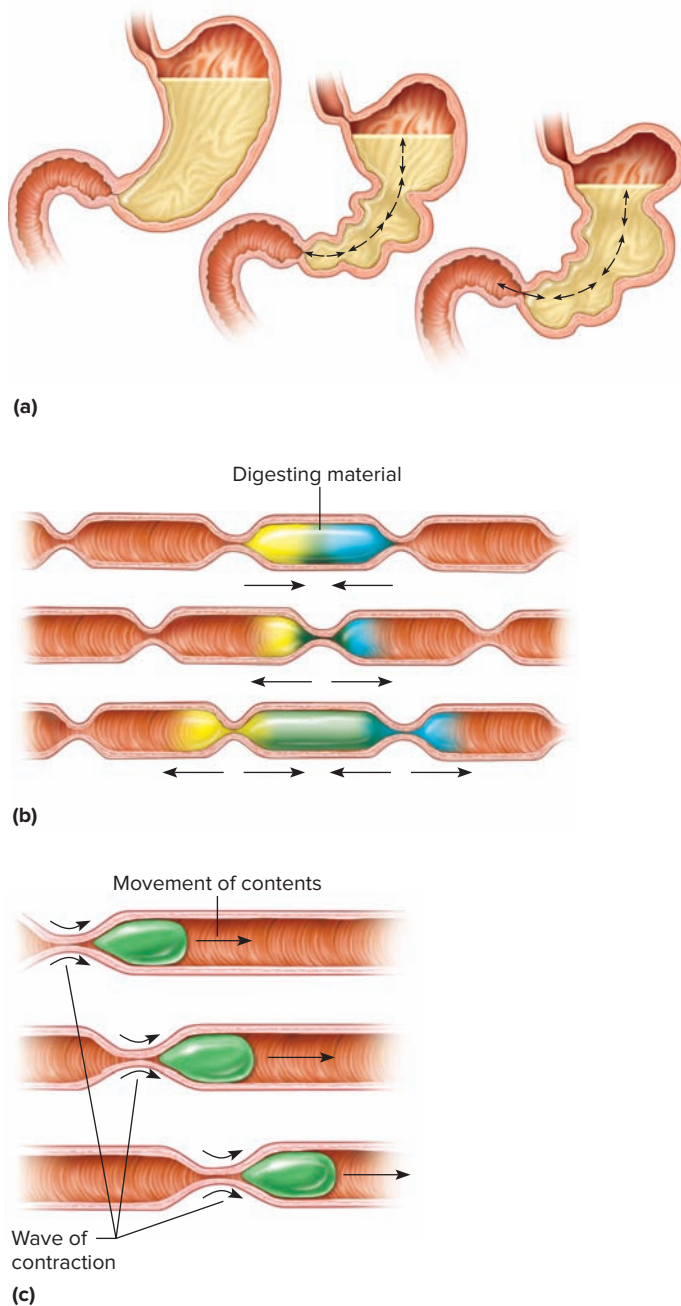 (a)
Digesting material
(b)
Movement of contents
Wave of
contraction
(c)